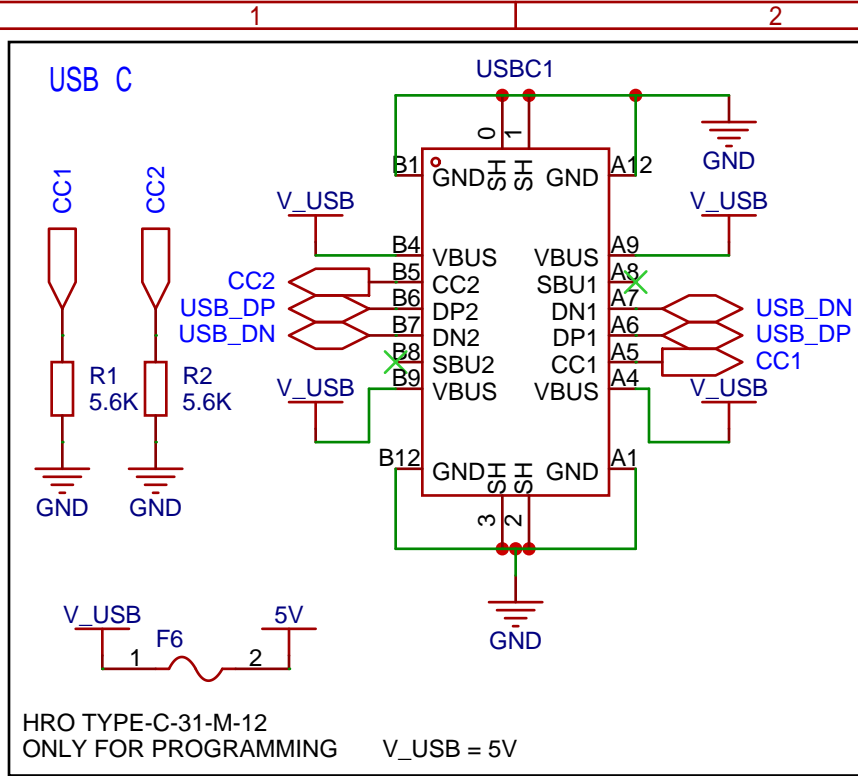 1 2
USB C
USBC1
CC1
CC2
R1
5.6K
R2
5.6K
GND
GND
0 1
B1 GND SH SH GND A12
GND
V_USB
V_USB
B4 VBUS VBUS A9
CC2 B5 CC2 SBU1 A8
USB_DP B6 DP2 DN1 A7 USB_DN
USB_DN B7 DN2 DP1 A6 USB_DP
B8 SBU2 CC1 A5 CC1
V_USB B9 VBUS VBUS A4 V_USB
B12 GND SH SH GND A1
3 2
GND
V_USB F6 5V
1 2
HRO TYPE-C-31-M-12
ONLY FOR PROGRAMMING V_USB = 5V